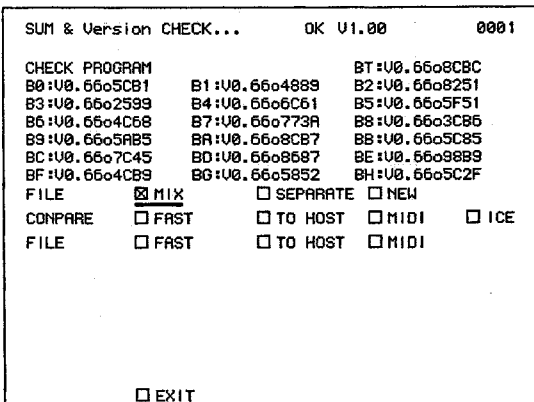 SUM & Version CHECK... OK V1.00 0001
CHECK PROGRAM BT:V0.66o8CBC
B0:V0.66o5CB1 B1:V0.66o4889 B2:V0.66o8251
B3:V0.66o2599 B4:V0.66o6C61 B5:V0.66o5F51
B6:V0.66o4C68 B7:V0.66o773A B8:V0.66o3CB6
B9:V0.66o5AB5 BA:V0.66o8CB7 BB:V0.66o5C85
BC:V0.66o7C45 BD:V0.66o8687 BE:V0.66o98B9
BF:V0.66o4CB9 BG:V0.66o5852 BH:V0.66o5C2F
FILE ☒ MIX ☐ SEPARATE ☐ NEW
CONPARE ☐ FAST ☐ TO HOST ☐ MIDI ☐ ICE
FILE ☐ FAST ☐ TO HOST ☐ MIDI
☐ EXIT